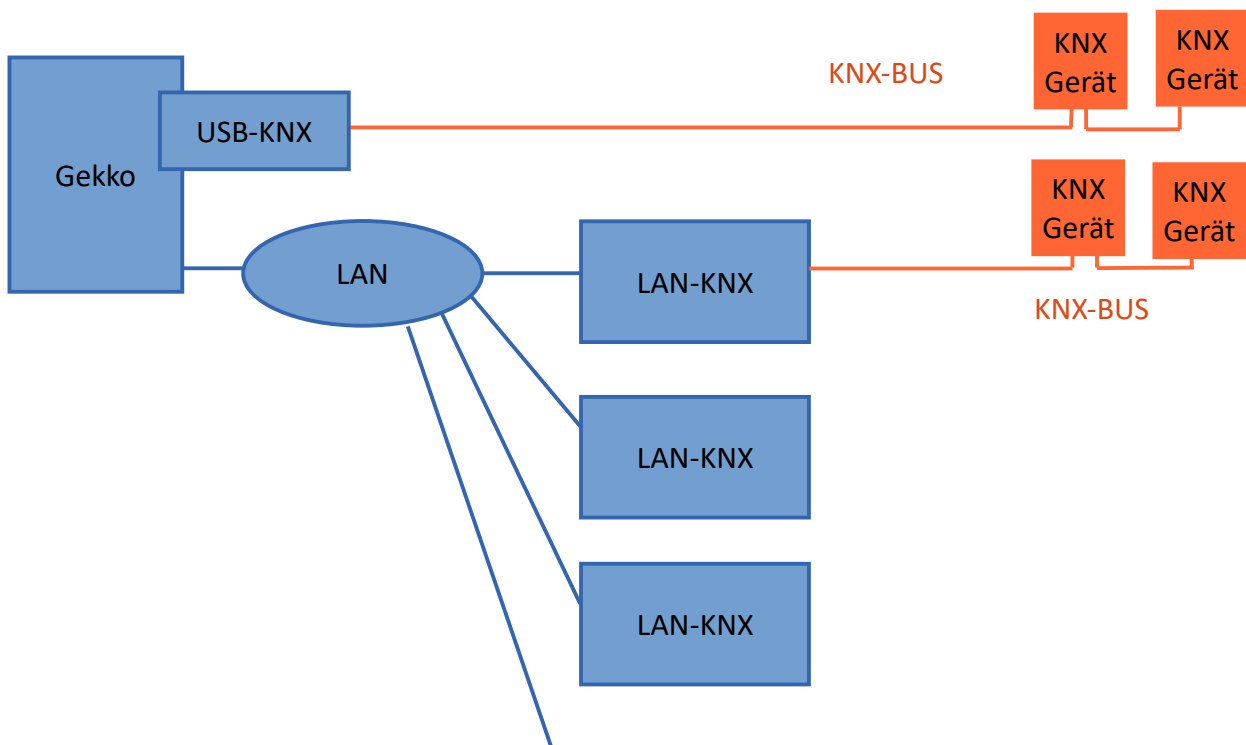 KNX
Gerät
KNX
Gerät
KNX-BUS
USB-KNX
Gekko
KNX
Gerät
KNX
Gerät
LAN
LAN-KNX
KNX-BUS
LAN-KNX
LAN-KNX